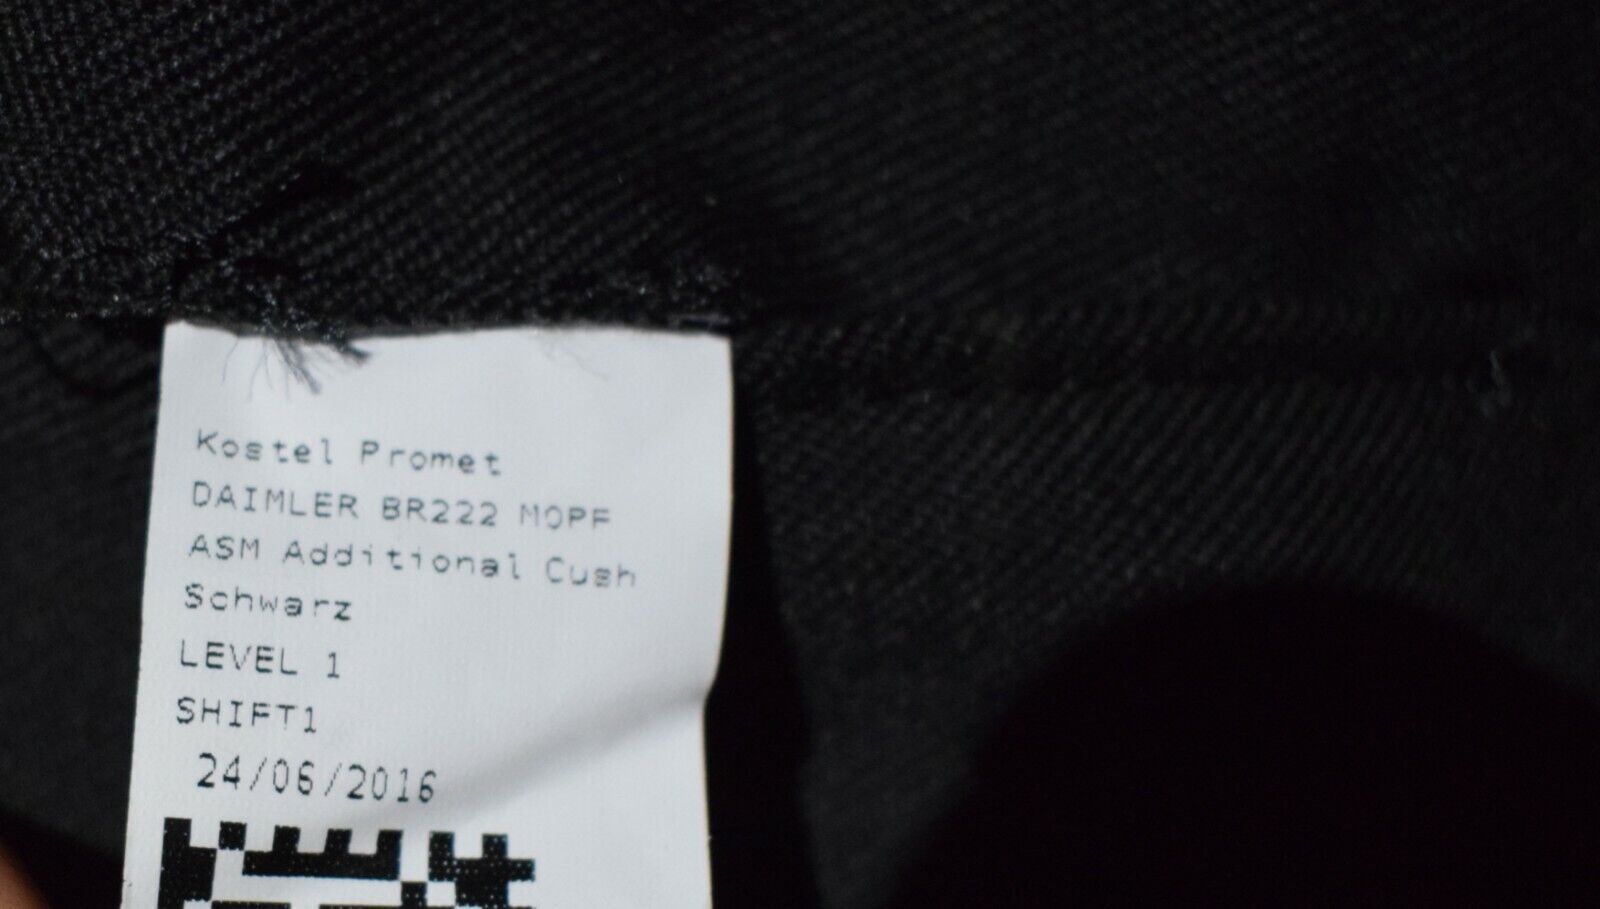 Kostel Promet
DAIMLER BR222 MOPF
ASM Additional Cush
Schwarz
LEVEL 1
SHIFT1
24/06/2016